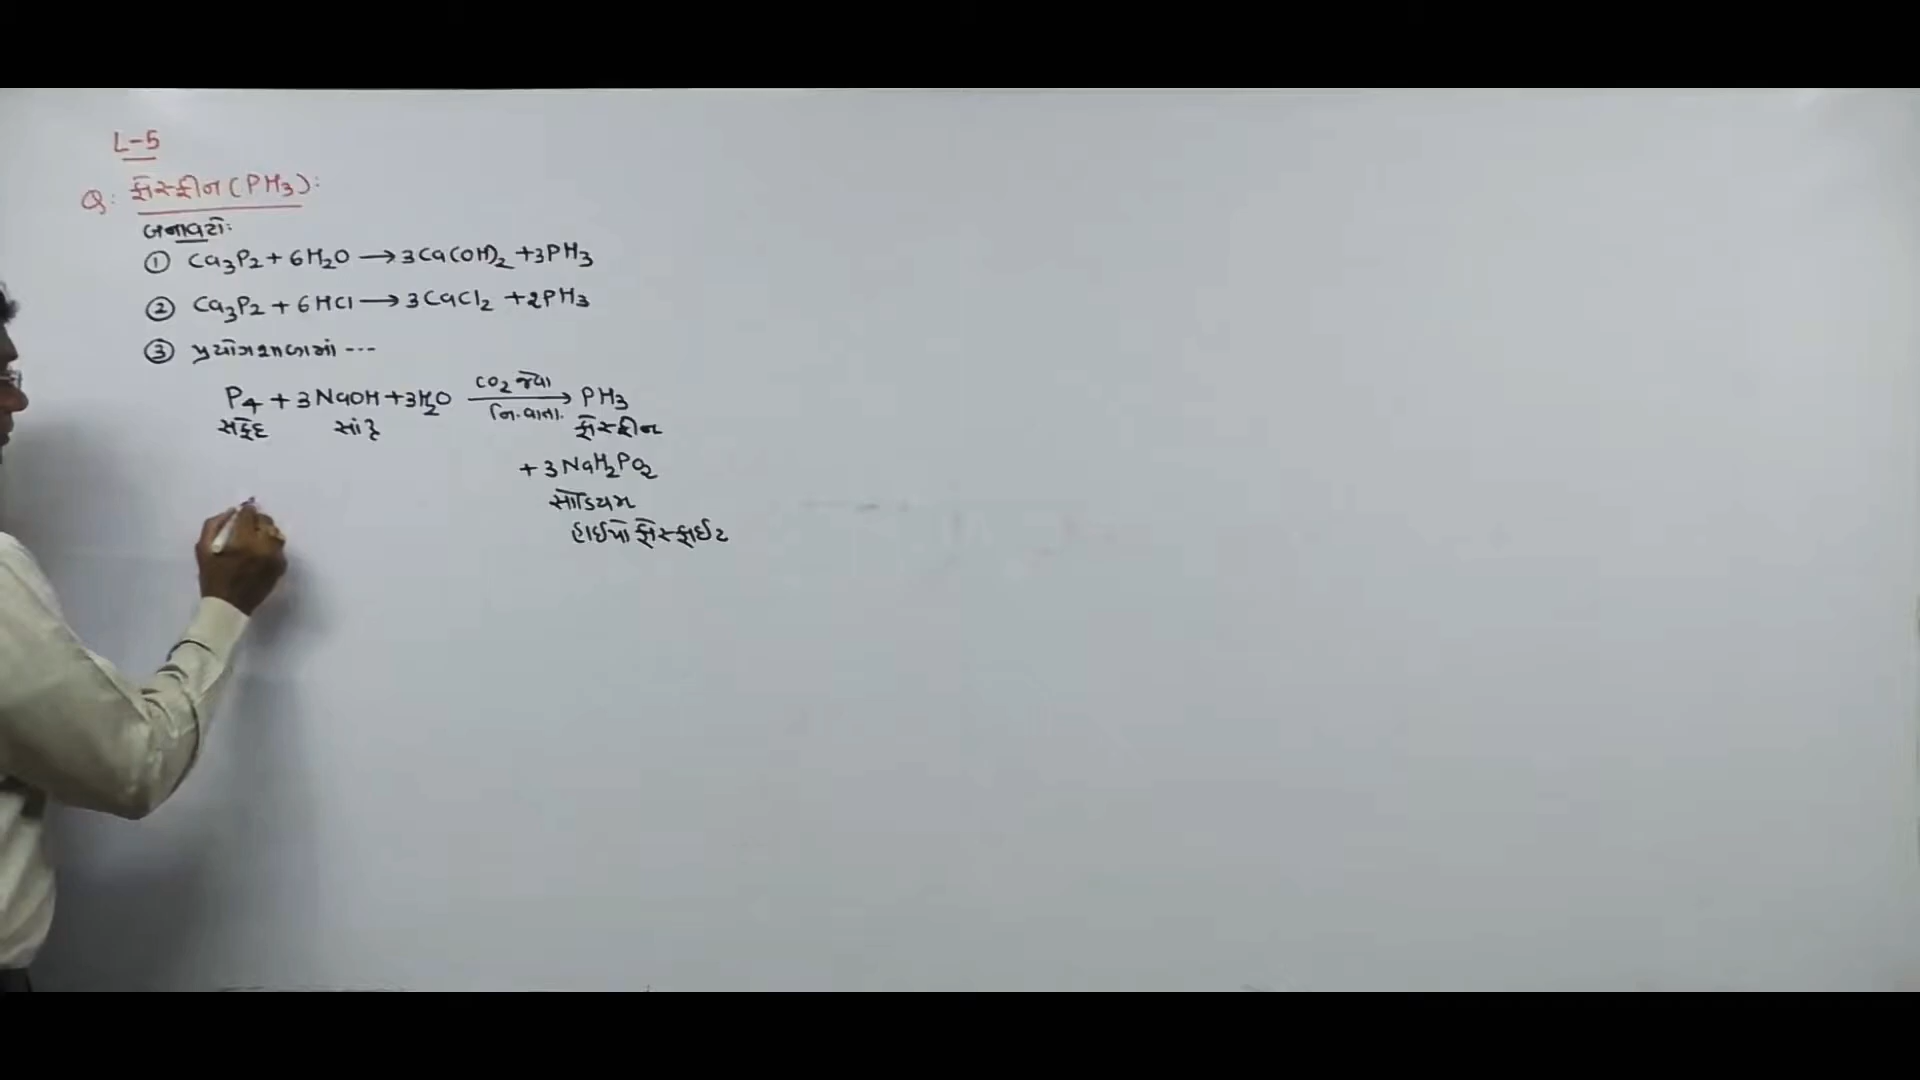 L-5
Q: ફોસ્ફીન (PH3):
બનાવટો:
① Ca3P2 + 6H2O ⟶ 3Ca(OH)2 + 3PH3
② Ca3P2 + 6HCl ⟶ 3CaCl2 + 2PH3
③ પ્રયોગશાળામાં ---
P4 + 3NaOH + 3H2O ⟶ PH3
CO2 જેવા
નિ.વાતા.
સફેદ સાંદ્ર ફોસ્ફીન
+ 3NaH2PO2
સોડિયમ
હાઈપો ફોસ્ફાઈટ